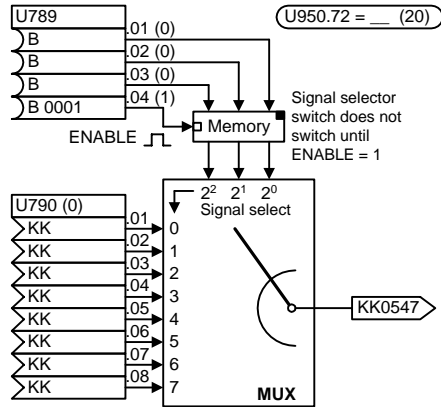 U789
.01 (0)
U950.72 = __ (20)
B
.02 (0)
B
.03 (0)
B
.04 (1)
B 0001
ENABLE
Memory
Signal selector
switch does not
switch until
ENABLE = 1
U790 (0)
2² 2¹ 2⁰
Signal select
.01
KK
0
.02
KK
1
.03
KK
2
.04
KK
3
.05
KK
4
.06
KK
5
.07
KK
6
.08
KK
7
KK0547
MUX